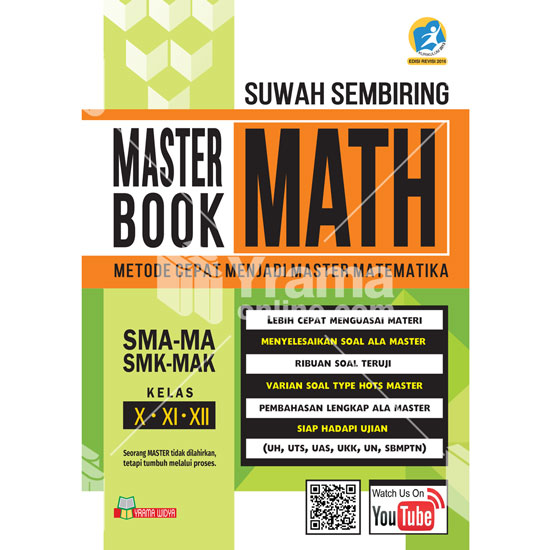 EDISI REVISI 2016
SUWAH SEMBIRING
MASTER
BOOK
MATH
METODE CEPAT MENJADI MASTER MATEMATIKA
Yrama
online.com
SMA-MA
SMK-MAK
KELAS
X • XI • XII
Seorang MASTER tidak dilahirkan,
tetapi tumbuh melalui proses.
LEBIH CEPAT MENGUASAI MATERI
MENYELESAIKAN SOAL ALA MASTER
RIBUAN SOAL TERUJI
VARIAN SOAL TYPE HOTS MASTER
PEMBAHASAN LENGKAP ALA MASTER
SIAP HADAPI UJIAN
(UH, UTS, UAS, UKK, UN, SBMPTN)
YRAMA WIDYA
Watch Us On
YouTube